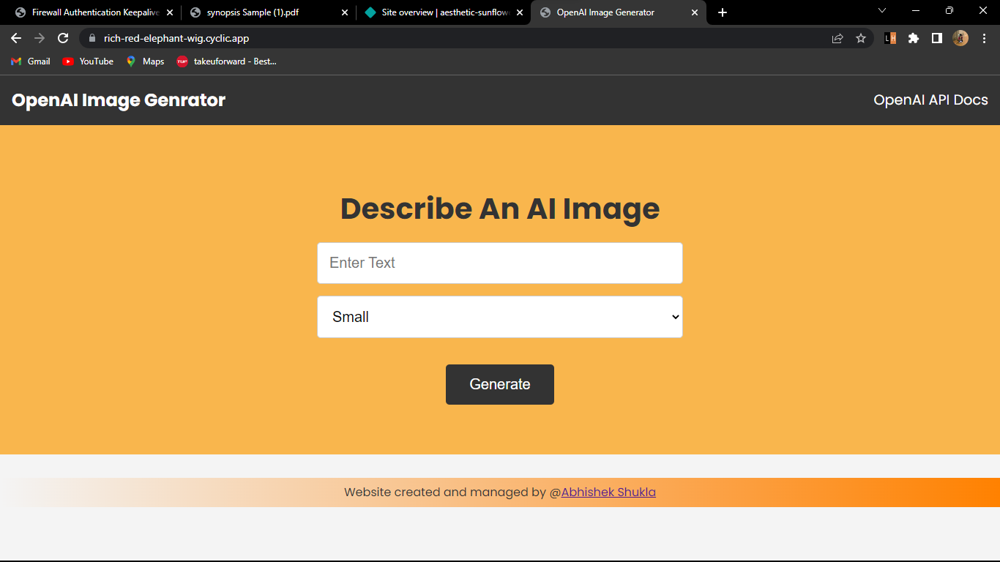 Firewall Authentication Keepalive
synopsis Sample (1).pdf
Site overview | aesthetic-sunflow
OpenAI Image Generator
rich-red-elephant-wig.cyclic.app
LH
Gmail
YouTube
Maps
TUF
takeuforward - Best...
OpenAI Image Genrator
OpenAI API Docs
Describe An AI Image
Enter Text
Small
Generate
Website created and managed by @Abhishek Shukla